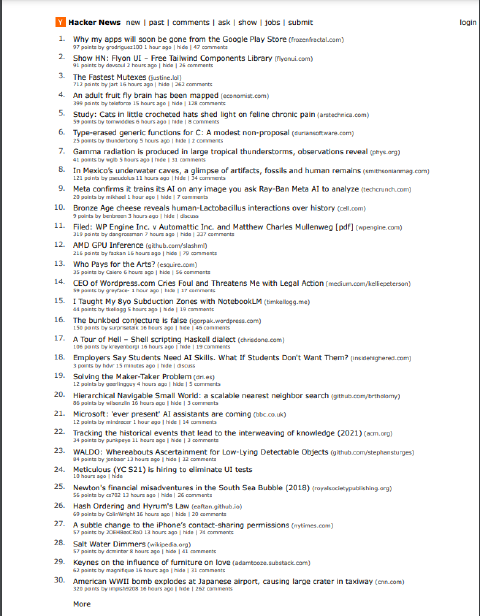 Y Hacker News new | past | comments | ask | show | jobs | submit login
1. Why my apps will soon be gone from the Google Play Store (frozenfractal.com)
97 points by grodriguez100 1 hour ago | hide | 47 comments
2. Show HN: Flyon UI – Free Tailwind Components Library (flyonui.com)
91 points by devsoul 2 hours ago | hide | 26 comments
3. The Fastest Mutexes (justine.lol)
712 points by jart 16 hours ago | hide | 262 comments
4. An adult fruit fly brain has been mapped (economist.com)
399 points by teleforce 15 hours ago | hide | 128 comments
5. Study: Cats in little crocheted hats shed light on feline chronic pain (arstechnica.com)
59 points by tomwoddles 6 hours ago | hide | 8 comments
6. Type-erased generic functions for C: A modest non-proposal (duriansoftware.com)
25 points by thunderbong 5 hours ago | hide | 2 comments
7. Gamma radiation is produced in large tropical thunderstorms, observations reveal (phys.org)
41 points by wglb 5 hours ago | hide | 31 comments
8. In Mexico's underwater caves, a glimpse of artifacts, fossils and human remains (smithsonianmag.com)
121 points by pseudolus 11 hours ago | hide | 34 comments
9. Meta confirms it trains its AI on any image you ask Ray-Ban Meta AI to analyze (techcrunch.com)
20 points by mikhael 1 hour ago | hide | 7 comments
10. Bronze Age cheese reveals human-Lactobacillus interactions over history (cell.com)
9 points by bentoner 3 hours ago | hide | discuss
11. Filed: WP Engine Inc. v Automattic Inc. and Matthew Charles Mullenweg [pdf] (wpengine.com)
319 points by dangrossman 7 hours ago | hide | 337 comments
12. AMD GPU Inference (github.com/slashml)
216 points by fazkan 16 hours ago | hide | 79 comments
13. Who Pays for the Arts? (esquire.com)
35 points by Caiero 6 hours ago | hide | 56 comments
14. CEO of Wordpress.com Cries Foul and Threatens Me with Legal Action (medium.com/kelliepeterson)
59 points by greyface- 1 hour ago | hide | 17 comments
15. I Taught My 8yo Subduction Zones with NotebookLM (timkellogg.me)
44 points by tkellogg 5 hours ago | hide | 19 comments
16. The bunkbed conjecture is false (igorpak.wordpress.com)
150 points by surprisetalk 16 hours ago | hide | 46 comments
17. A Tour of Hell – Shell scripting Haskell dialect (chrisdone.com)
106 points by kreyenborgi 16 hours ago | hide | 19 comments
18. Employers Say Students Need AI Skills. What If Students Don't Want Them? (insidehighered.com)
3 points by hdvr 15 minutes ago | hide | discuss
19. Solving the Maker-Taker Problem (dri.es)
12 points by geerlingguy 4 hours ago | hide | 5 comments
20. Hierarchical Navigable Small World: a scalable nearest neighbor search (github.com/brtholomy)
86 points by vitaonzln 16 hours ago | hide | 3 comments
21. Microsoft: 'ever present' AI assistants are coming (bbc.co.uk)
12 points by mindracer 1 hour ago | hide | 14 comments
22. Tracking the historical events that lead to the interweaving of knowledge (2021) (acm.org)
34 points by punkpeye 11 hours ago | hide | 3 comments
23. WALDO: Whereabouts Ascertainment for Low-Lying Detectable Objects (github.com/stephansturges)
84 points by jonbaer 13 hours ago | hide | 32 comments
24. Meticulous (YC S21) is hiring to eliminate UI tests
10 hours ago | hide
25. Newton's financial misadventures in the South Sea Bubble (2018) (royalsocietypublishing.org)
56 points by cs702 13 hours ago | hide | 26 comments
26. Hash Ordering and Hyrum's Law (eaftan.github.io)
69 points by ColinWright 16 hours ago | hide | 29 comments
27. A subtle change to the iPhone's contact-sharing permissions (nytimes.com)
57 points by 13 hours ago | hide | 74 comments
28. Salt Water Dimmers (wikipedia.org)
57 points by dcminter 8 hours ago | hide | 41 comments
29. Keynes on the influence of furniture on love (adamtooze.substack.com)
62 points by magnifique 16 hours ago | hide | 31 comments
30. American WWII bomb explodes at Japanese airport, causing large crater in taxiway (cnn.com)
320 points by impish9208 16 hours ago | hide | 262 comments
More